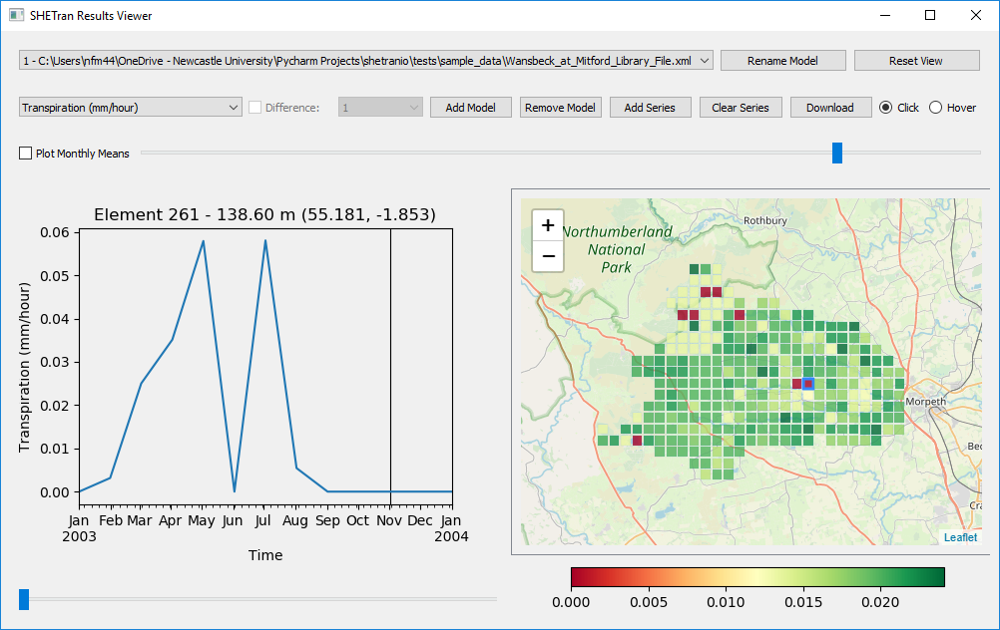 SHETran Results Viewer
1 - C:\Users\nfm44\OneDrive - Newcastle University\Pycharm Projects\shetranio\tests\sample_data\Wansbeck_at_Mitford_Library_File.xml
Rename Model
Reset View
Transpiration (mm/hour)
Difference:
1
Add Model
Remove Model
Add Series
Clear Series
Download
Click
Hover
Plot Monthly Means
Element 261 - 138.60 m (55.181, -1.853)
0.06
0.05
0.04
0.03
0.02
0.01
0.00
Transpiration (mm/hour)
Jan Feb Mar Apr May Jun Jul Aug Sep Oct Nov Dec Jan
2003 2004
Time
+
−
Rothbury
Northumberland
National
Park
Morpeth
Bec
Cra
Leaflet
0.000 0.005 0.010 0.015 0.020